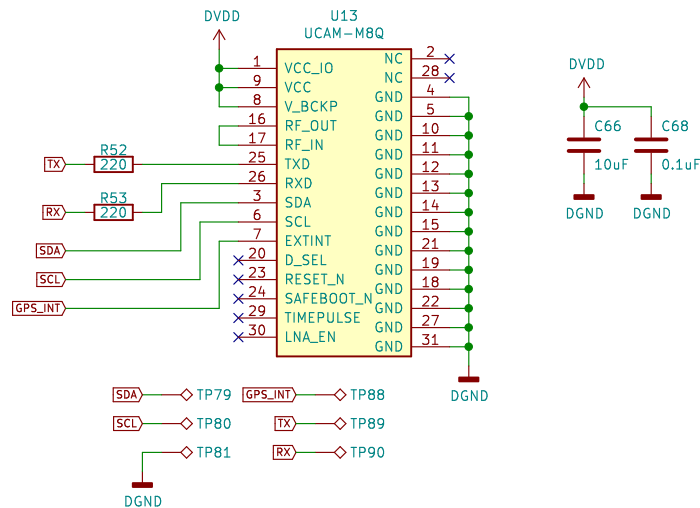 DVDD
U13
UCAM-M8Q
1 VCC_IO
9 VCC
8 V_BCKP
16 RF_OUT
17 RF_IN
25 TXD
26 RXD
3 SDA
6 SCL
7 EXTINT
20 D_SEL
23 RESET_N
24 SAFEBOOT_N
29 TIMEPULSE
30 LNA_EN
NC 2
NC 28
GND 4
GND 5
GND 10
GND 11
GND 12
GND 13
GND 14
GND 15
GND 21
GND 19
GND 18
GND 22
GND 27
GND 31
TX
R52
220
RX
R53
220
SDA
SCL
GPS_INT
DGND
DVDD
C66
10uF
DGND
C68
0.1uF
DGND
SDA TP79
SCL TP80
TP81
DGND
GPS_INT TP88
TX TP89
RX TP90